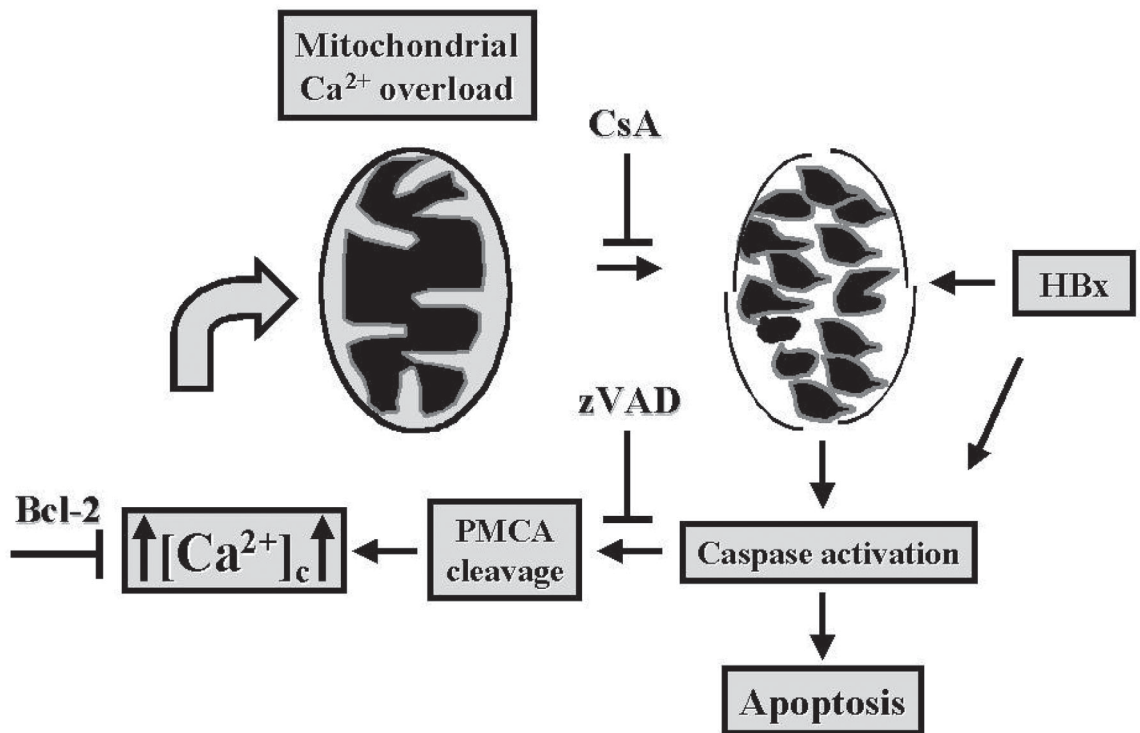 Mitochondrial
Ca²⁺ overload
CsA
HBx
zVAD
Bcl-2
[Ca²⁺]c
PMCA
cleavage
Caspase activation
Apoptosis